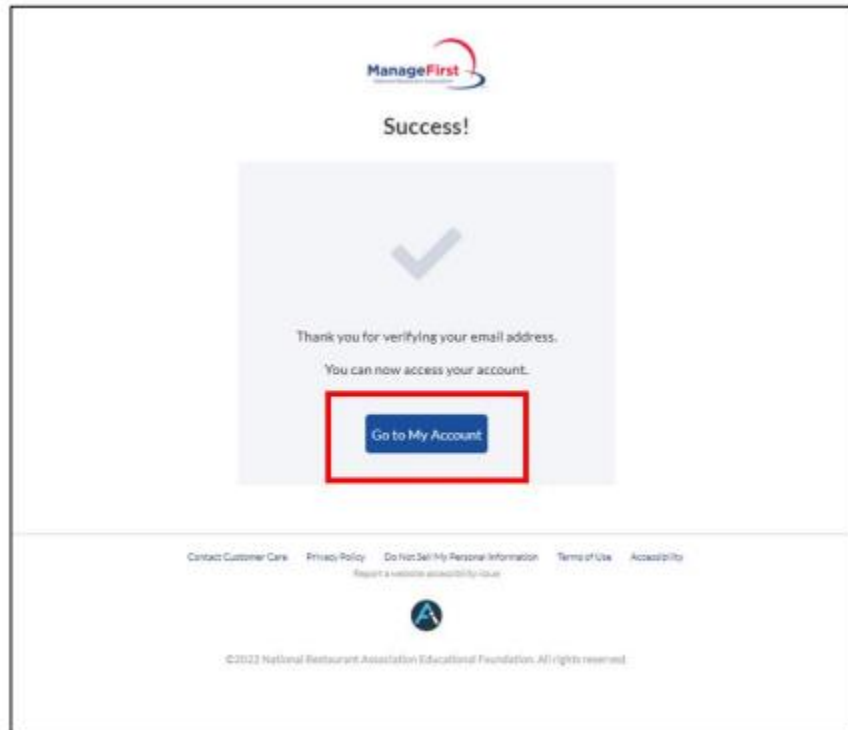 ManageFirst
Success!
Thank you for verifying your email address.
You can now access your account.
Go to My Account
Contact Customer Care Privacy Policy Do Not Sell My Personal Information Terms of Use Accessibility
Report a website accessibility issue
©2022 National Restaurant Association Educational Foundation. All rights reserved.